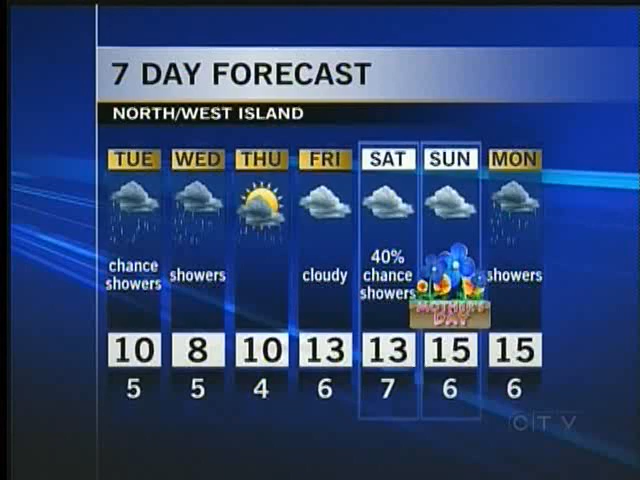 7 DAY FORECAST
NORTH/WEST ISLAND
TUE WED THU FRI SAT SUN MON
chance
showers
showers
cloudy
40%
chance
showers
MOTHER'S
DAY
showers
10 8 10 13 13 15 15
5 5 4 6 7 6 6
CTV